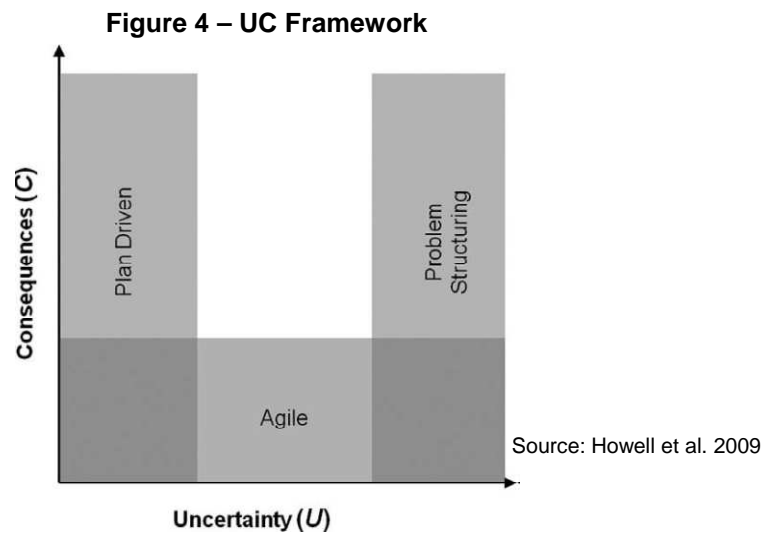 Figure 4 – UC Framework
Consequences (C)
Plan Driven
Problem
Structuring
Agile
Source: Howell et al. 2009
Uncertainty (U)